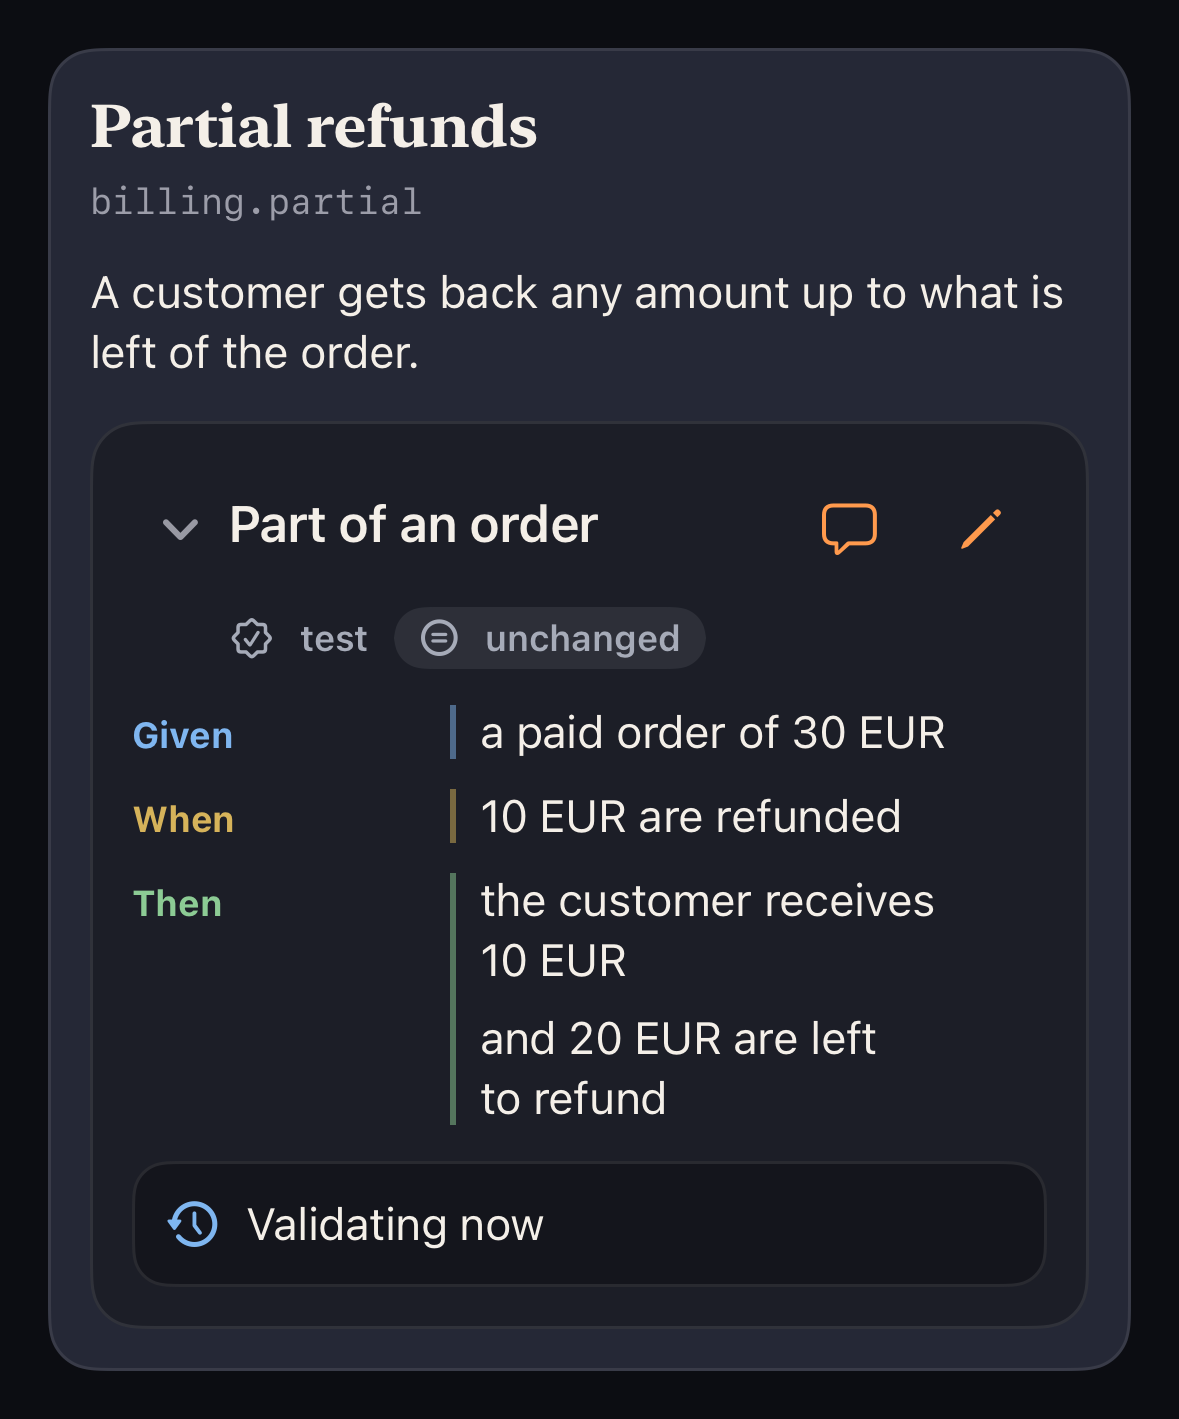 Partial refunds
billing.partial
A customer gets back any amount up to what is
left of the order.
Part of an order
test unchanged
Given a paid order of 30 EUR
When 10 EUR are refunded
Then the customer receives
10 EUR
and 20 EUR are left
to refund
Validating now